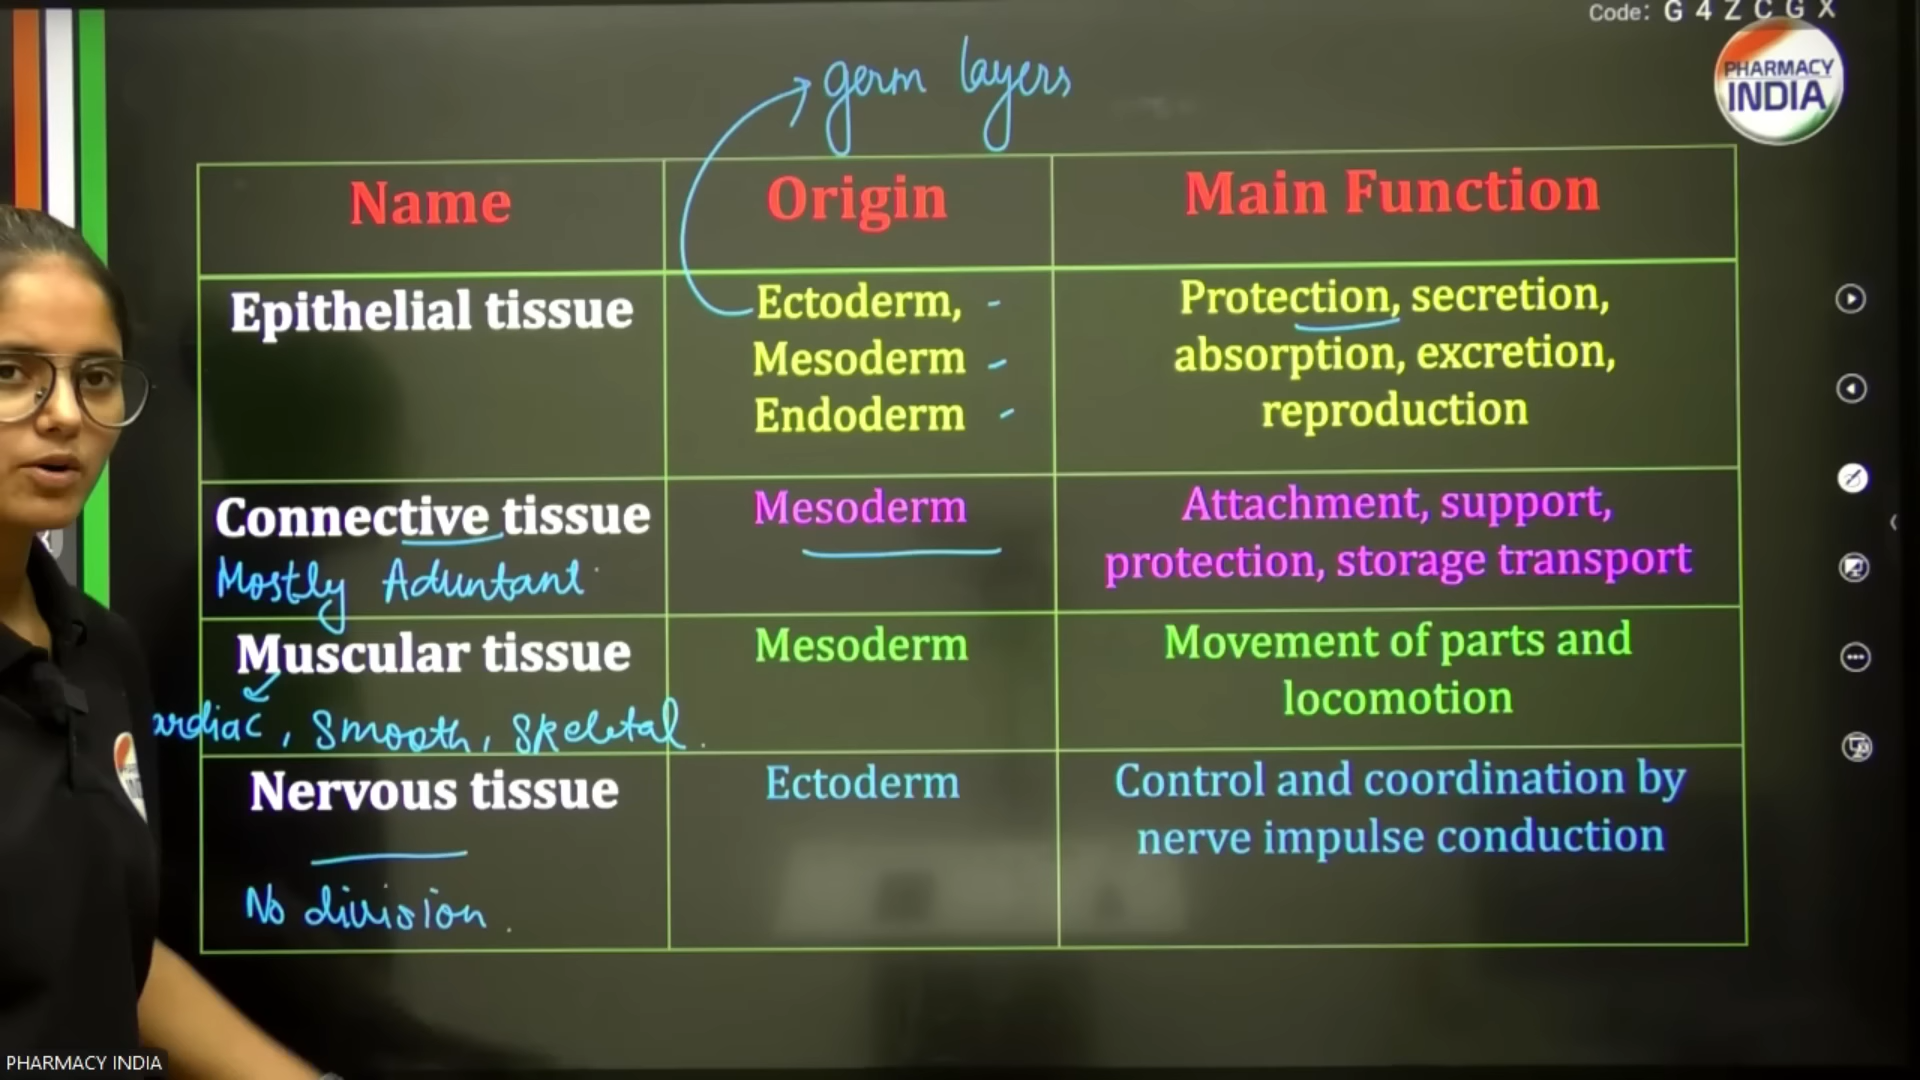 Code: G 4 Z C G X
PHARMACY
INDIA
germ layers
Name
Origin
Main Function
Epithelial tissue
Ectoderm,
Mesoderm
Endoderm
Protection, secretion,
absorption, excretion,
reproduction
Connective tissue
Mostly Aduntant
Mesoderm
Attachment, support,
protection, storage transport
Muscular tissue
ardiac, Smooth, Skeletal.
Mesoderm
Movement of parts and
locomotion
Nervous tissue
No division.
Ectoderm
Control and coordination by
nerve impulse conduction
PHARMACY INDIA